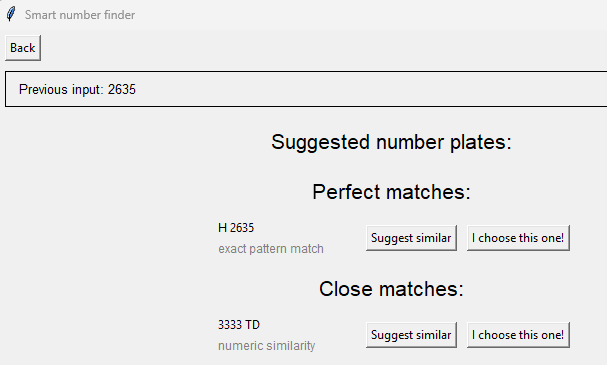 Smart number finder
Back
Previous input: 2635
Suggested number plates:
Perfect matches:
H 2635
exact pattern match
Suggest similar
I choose this one!
Close matches:
3333 TD
numeric similarity
Suggest similar
I choose this one!